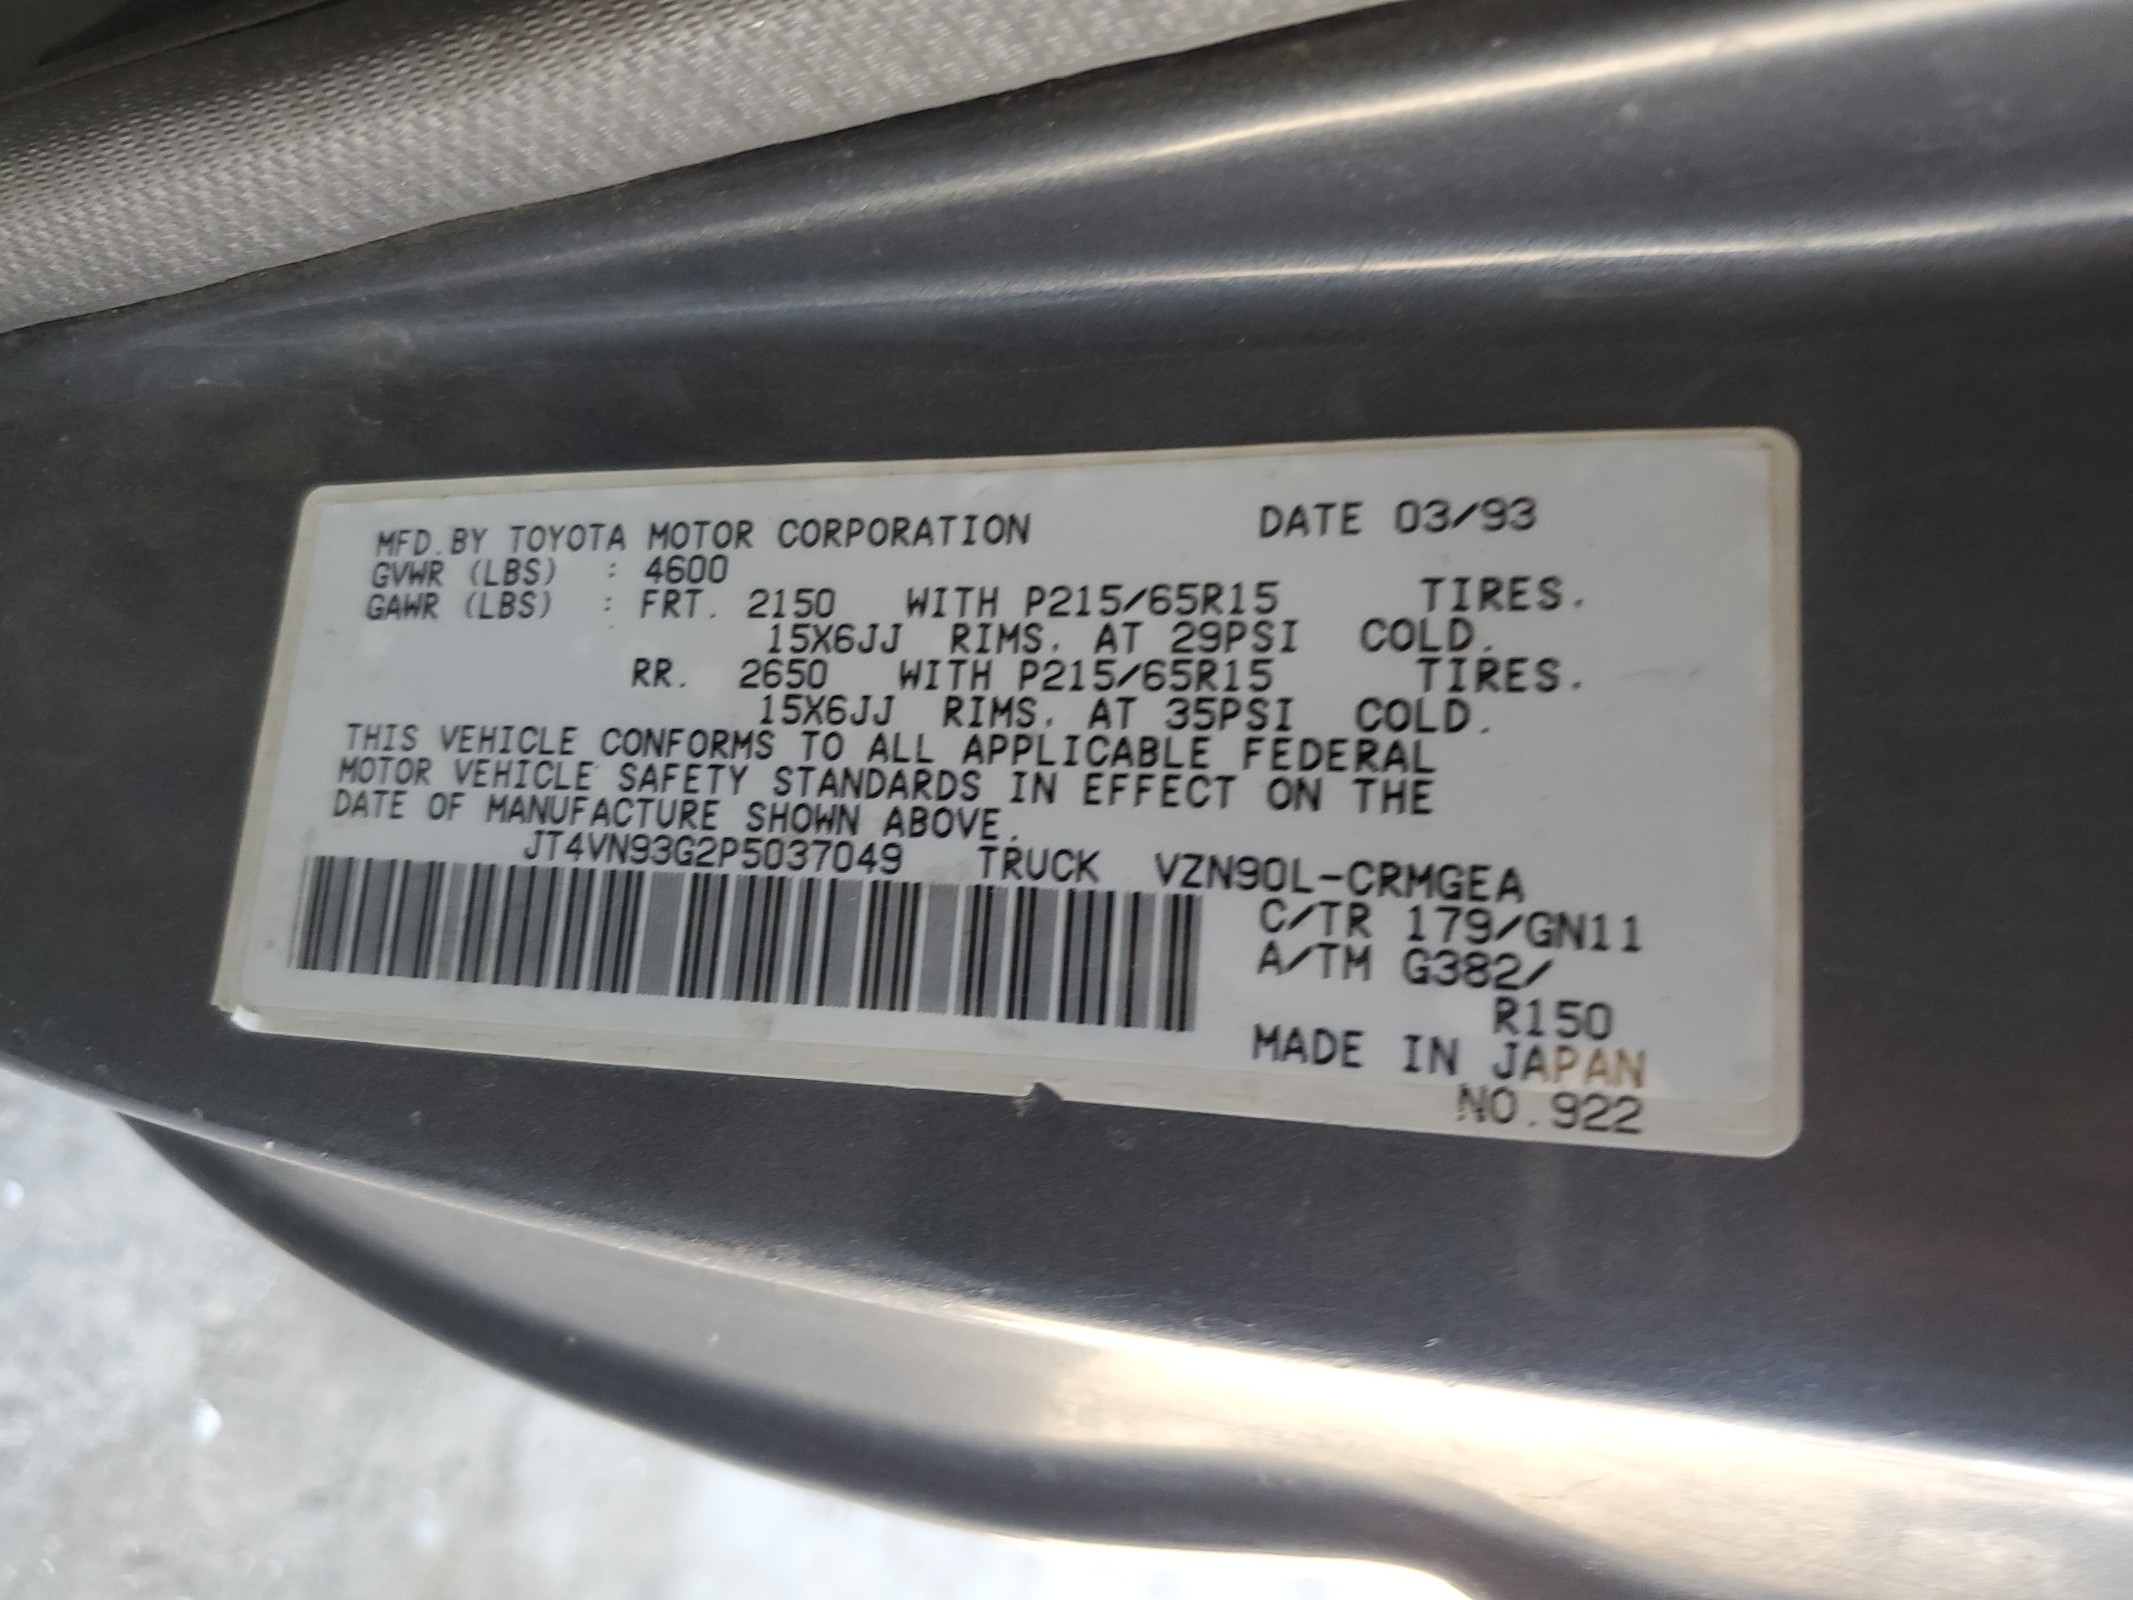 MFD. BY TOYOTA MOTOR CORPORATION DATE 03/93
GVWR (LBS) : 4600
GAWR (LBS) : FRT. 2150 WITH P215/65R15 TIRES.
15X6JJ RIMS. AT 29PSI COLD.
RR. 2650 WITH P215/65R15 TIRES.
15X6JJ RIMS. AT 35PSI COLD.
THIS VEHICLE CONFORMS TO ALL APPLICABLE FEDERAL
MOTOR VEHICLE SAFETY STANDARDS IN EFFECT ON THE
DATE OF MANUFACTURE SHOWN ABOVE.
JT4VN93G2P5037049 TRUCK VZN90L-CRMGEA
C/TR 179/GN11
A/TM G382/
R150
MADE IN JAPAN
NO.922